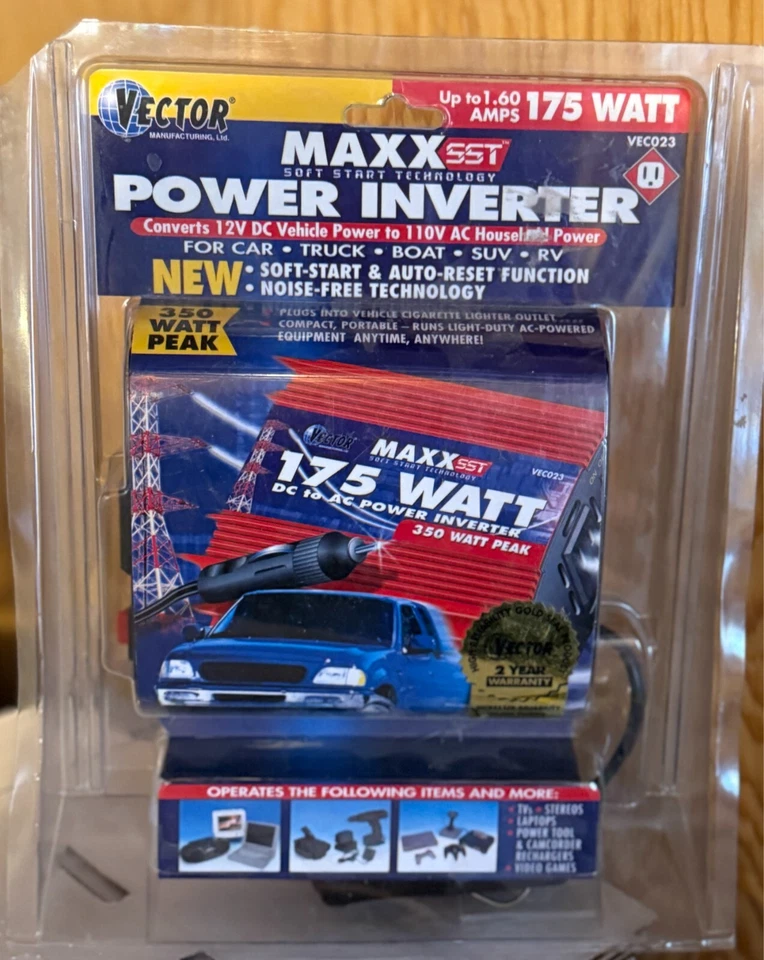 VECTOR®
MANUFACTURING, Ltd.
Up to 1.60
AMPS 175 WATT
VEC023
MAXX SST™
SOFT START TECHNOLOGY
POWER INVERTER
Converts 12V DC Vehicle Power to 110V AC Household Power
FOR CAR • TRUCK • BOAT • SUV • RV
NEW • SOFT-START & AUTO-RESET FUNCTION
• NOISE-FREE TECHNOLOGY
350
WATT
PEAK
PLUGS INTO VEHICLE CIGARETTE LIGHTER OUTLET
COMPACT, PORTABLE – RUNS LIGHT-DUTY AC-POWERED
EQUIPMENT ANYTIME, ANYWHERE!
VECTOR
MAXX SST
SOFT START TECHNOLOGY
VEC023
175 WATT
DC to AC POWER INVERTER
350 WATT PEAK
VECTOR
2 YEAR
WARRANTY
OPERATES THE FOLLOWING ITEMS AND MORE:
• TVs • STEREOS
• LAPTOPS
• POWER TOOL
& CAMCORDER
RECHARGERS
• VIDEO GAMES